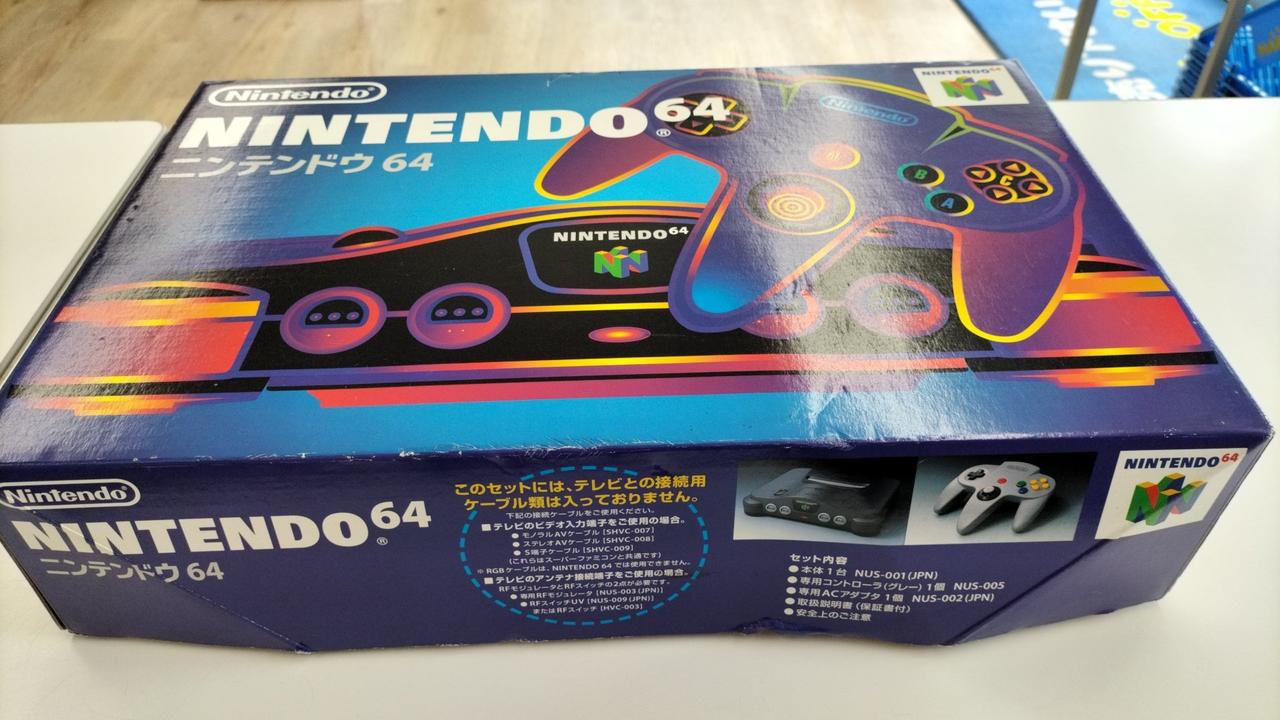 Nintendo®
NINTENDO64®
ニンテンドウ 64
NINTENDO64
Nintendo
B
A
C
NINTENDO64
Nintendo®
NINTENDO64®
ニンテンドウ 64
このセットには、テレビとの接続用
ケーブル類は入っておりません。
下記の接続ケーブルをご使用ください。
■テレビのビデオ入力端子をご使用の場合。
●モノラルAVケーブル [SHVC-007]
●ステレオAVケーブル [SHVC-008]
●S端子ケーブル [SHVC-009]
(これらはスーパーファミコンと共通です)
※RGBケーブルは、NINTENDO 64では使用できません。
■テレビのアンテナ接続端子をご使用の場合。
RFモジュレータとRFスイッチの2点が必要です。
●専用RFモジュレータ [NUS-003 (JPN)]
●RFスイッチUV [NUS-009 (JPN)]
またはRFスイッチ [HVC-003]
セット内容
●本体 1台 NUS-001(JPN)
●専用コントローラ(グレー) 1個 NUS-005
●専用ACアダプタ 1個 NUS-002(JPN)
●取扱説明書(保証書付)
●安全上のご注意
NINTENDO64